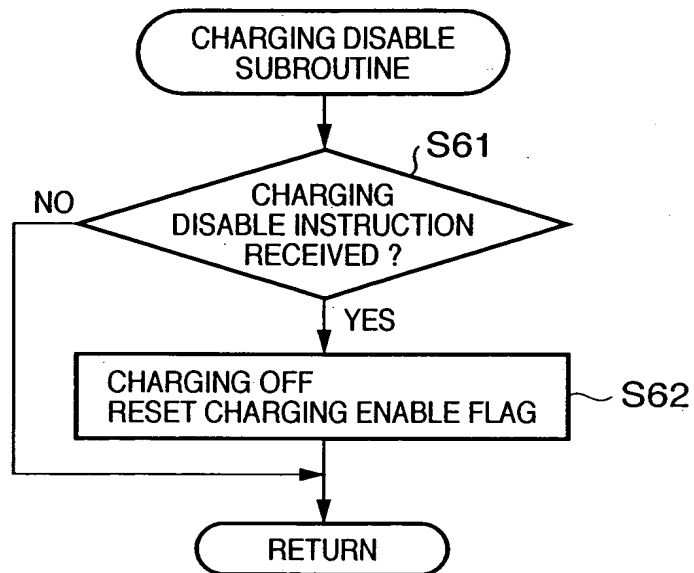 CHARGING DISABLE
SUBROUTINE
S61
CHARGING
DISABLE INSTRUCTION
RECEIVED ?
NO
YES
CHARGING OFF
RESET CHARGING ENABLE FLAG
S62
RETURN